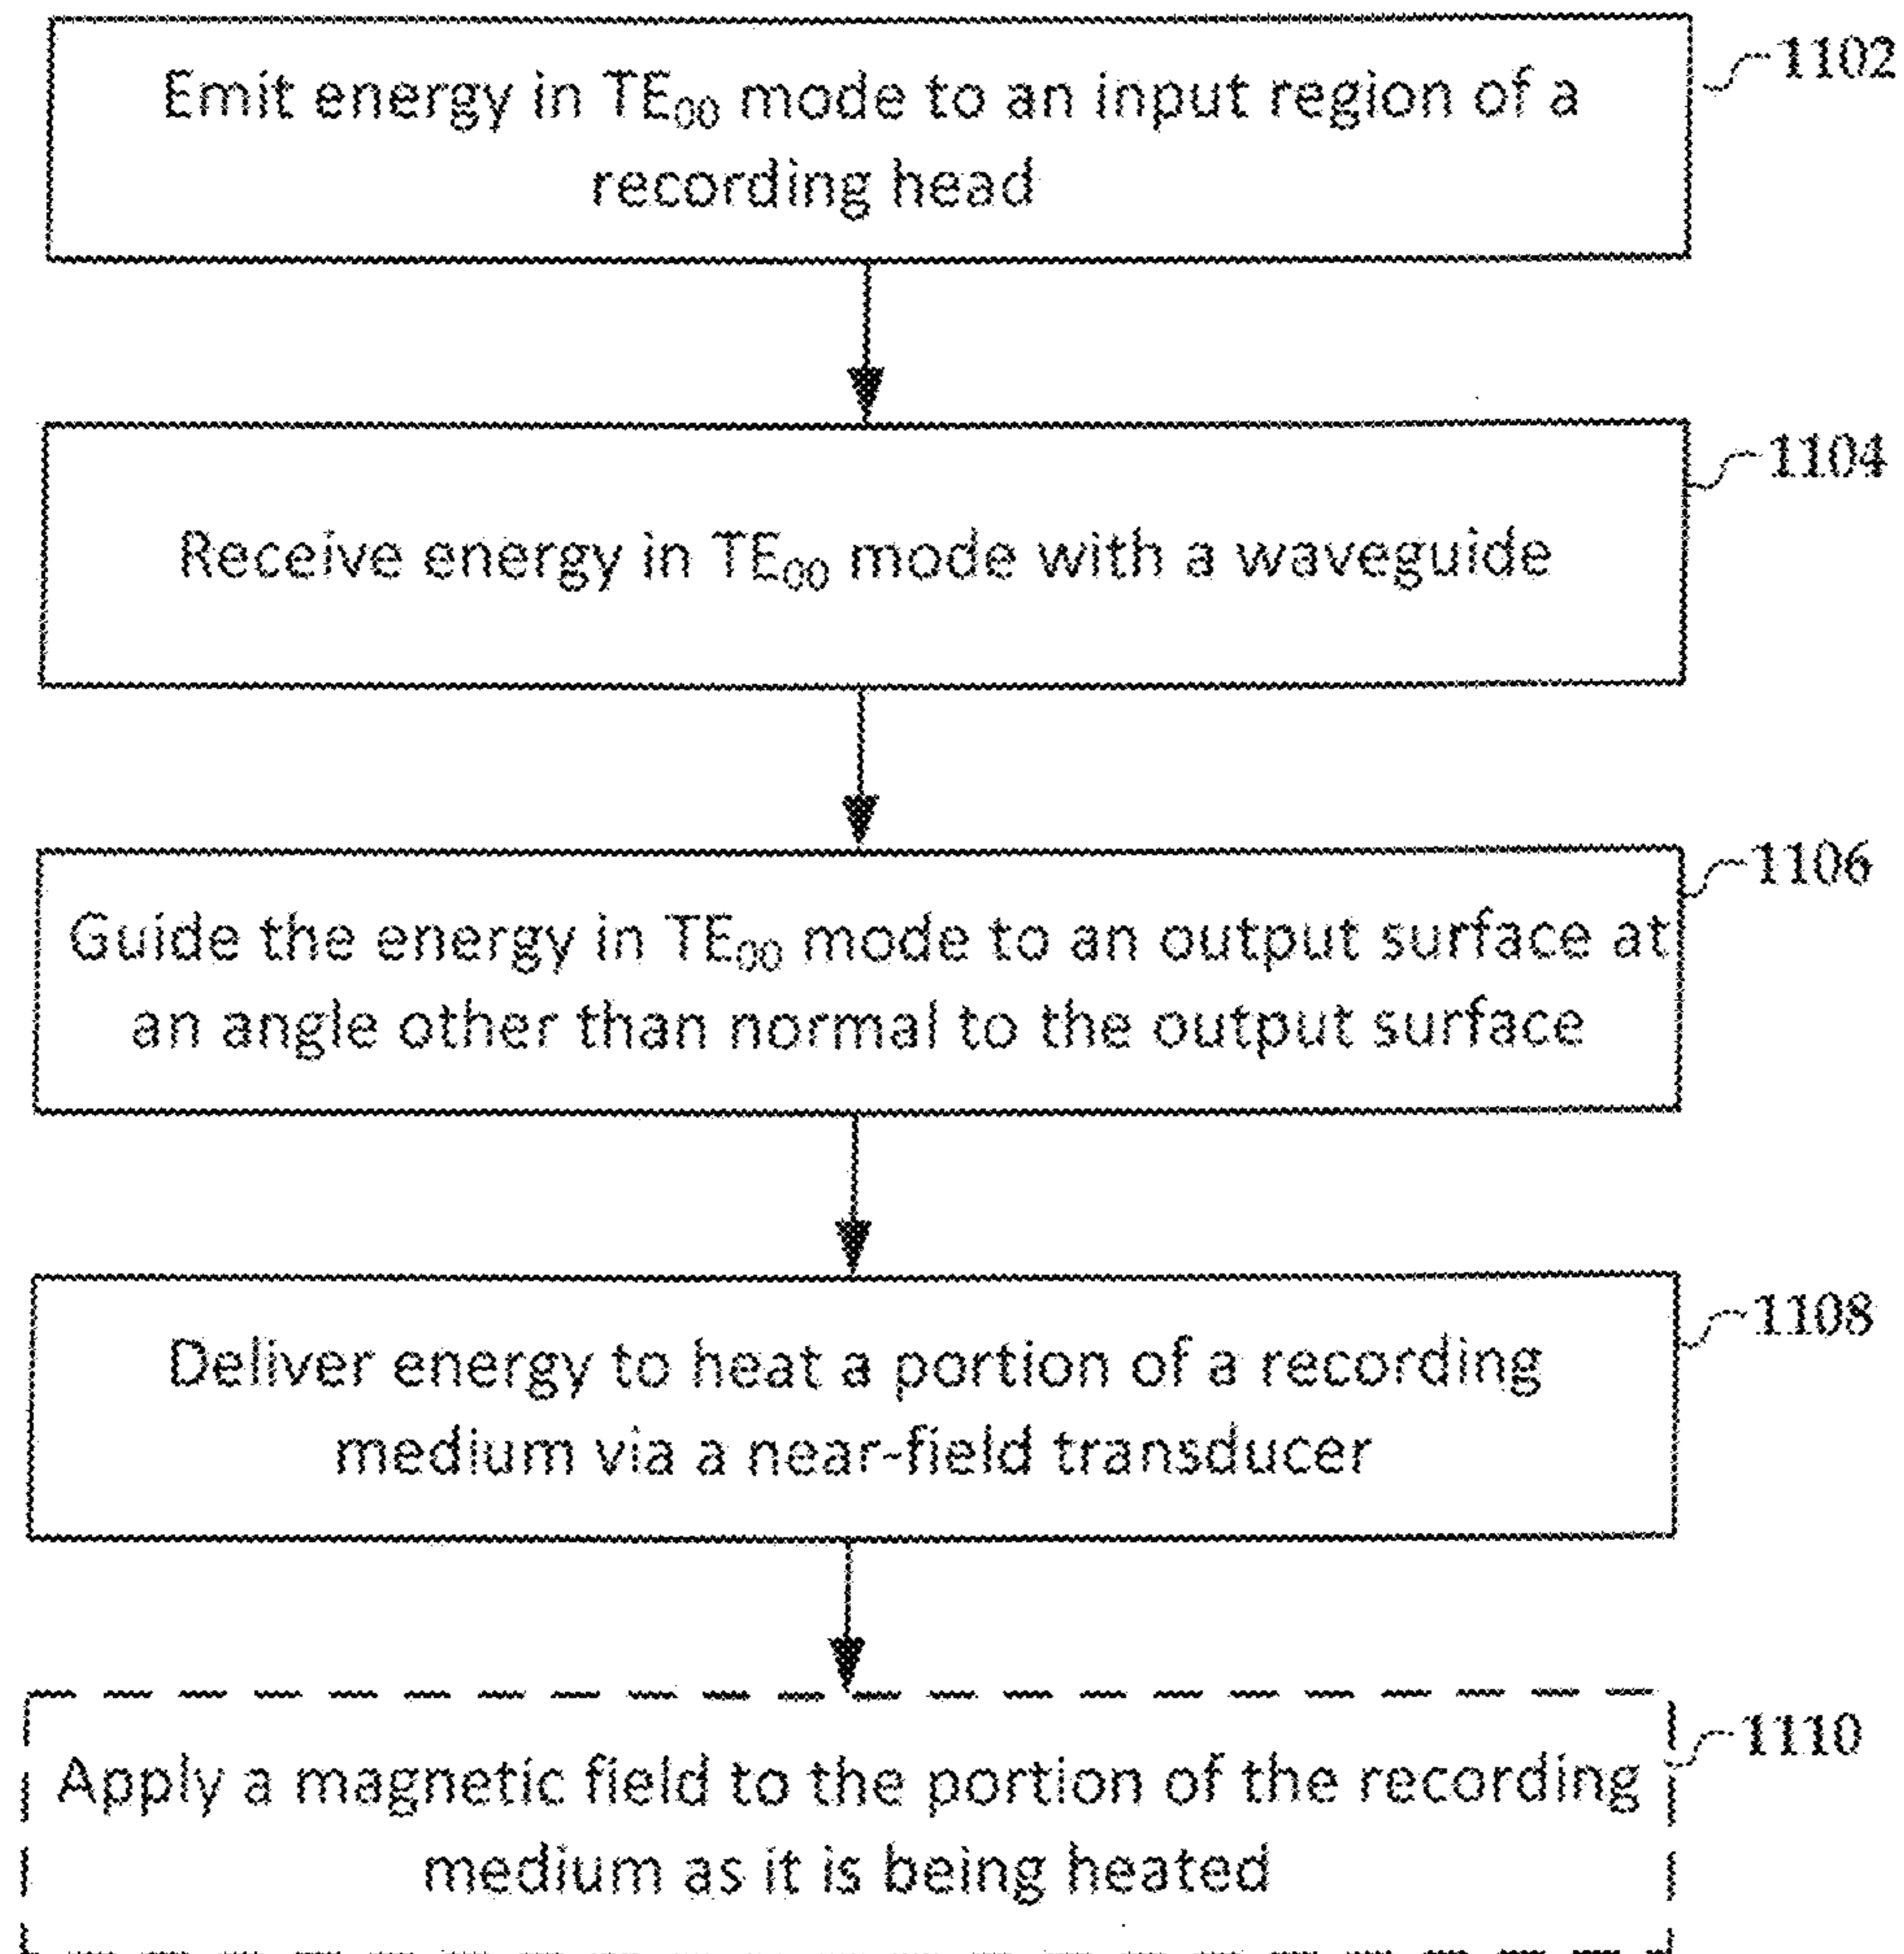 Emit energy in TE₀₀ mode to an input region of a
recording head
1102
Receive energy in TE₀₀ mode with a waveguide
1104
Guide the energy in TE₀₀ mode to an output surface at
an angle other than normal to the output surface
1106
Deliver energy to heat a portion of a recording
medium via a near-field transducer
1108
Apply a magnetic field to the portion of the recording
medium as it is being heated
1110